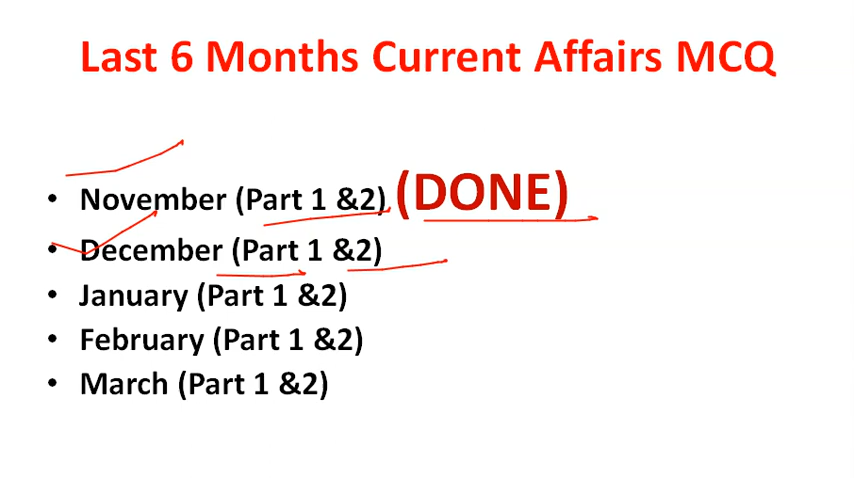 Last 6 Months Current Affairs MCQ
• November (Part 1 &2) (DONE)
• December (Part 1 &2)
• January (Part 1 &2)
• February (Part 1 &2)
• March (Part 1 &2)